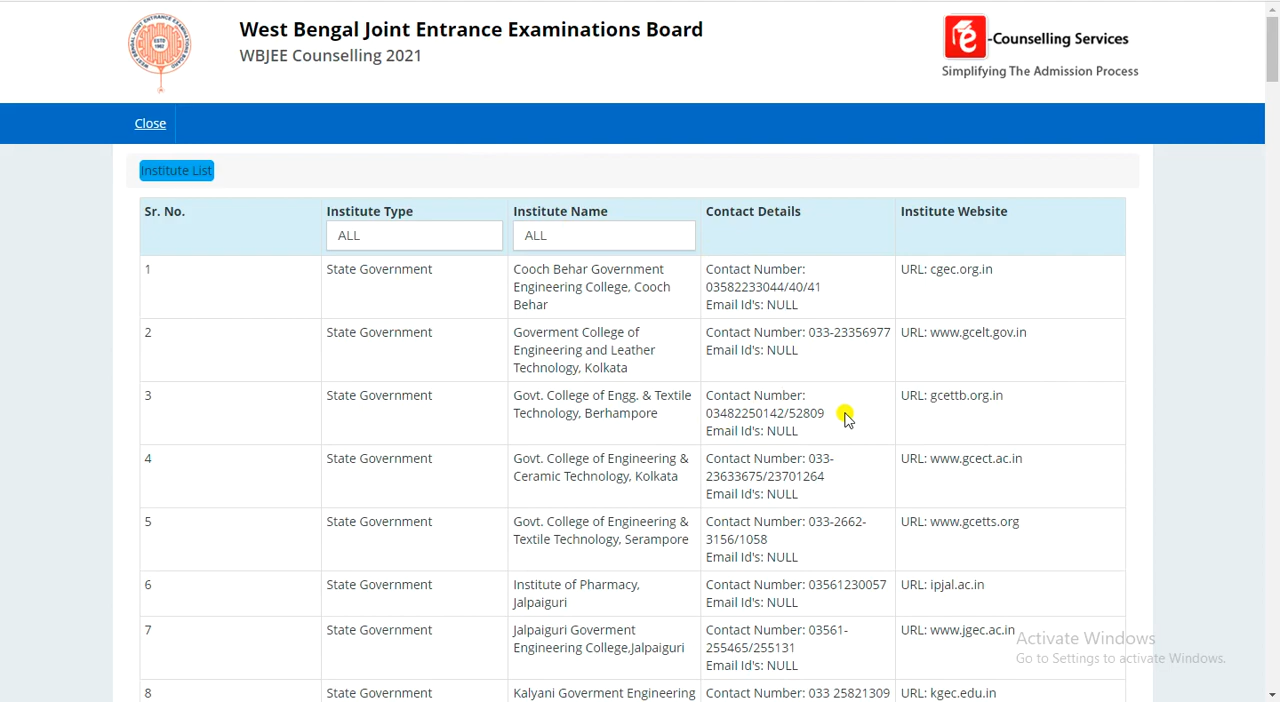 West Bengal Joint Entrance Examinations Board
WBJEE Counselling 2021
e-Counselling Services
Simplifying The Admission Process
Close
Institute List
Sr. No.
Institute Type
Institute Name
Contact Details
Institute Website
ALL
ALL
1
State Government
Cooch Behar Government
Engineering College, Cooch
Behar
Contact Number:
03582233044/40/41
Email Id's: NULL
URL: cgec.org.in
2
State Government
Goverment College of
Engineering and Leather
Technology, Kolkata
Contact Number: 033-23356977
Email Id's: NULL
URL: www.gcelt.gov.in
3
State Government
Govt. College of Engg. & Textile
Technology, Berhampore
Contact Number:
03482250142/52809
Email Id's: NULL
URL: gcettb.org.in
4
State Government
Govt. College of Engineering &
Ceramic Technology, Kolkata
Contact Number: 033-
23633675/23701264
Email Id's: NULL
URL: www.gcect.ac.in
5
State Government
Govt. College of Engineering &
Textile Technology, Serampore
Contact Number: 033-2662-
3156/1058
Email Id's: NULL
URL: www.gcetts.org
6
State Government
Institute of Pharmacy,
Jalpaiguri
Contact Number: 03561230057
Email Id's: NULL
URL: ipjal.ac.in
7
State Government
Jalpaiguri Goverment
Engineering College,Jalpaiguri
Contact Number: 03561-
255465/255131
Email Id's: NULL
URL: www.jgec.ac.in
Activate Windows
Go to Settings to activate Windows.
8
State Government
Kalyani Goverment Engineering
Contact Number: 033 25821309
URL: kgec.edu.in